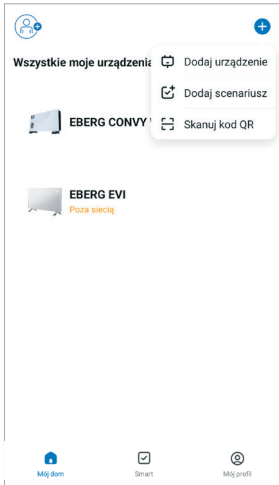 Wszystkie moje urządzenia
Dodaj urządzenie
Dodaj scenariusz
Skanuj kod QR
EBERG CONVY
EBERG EVI
Poza siecią
Mój dom
Smart
Mój profil